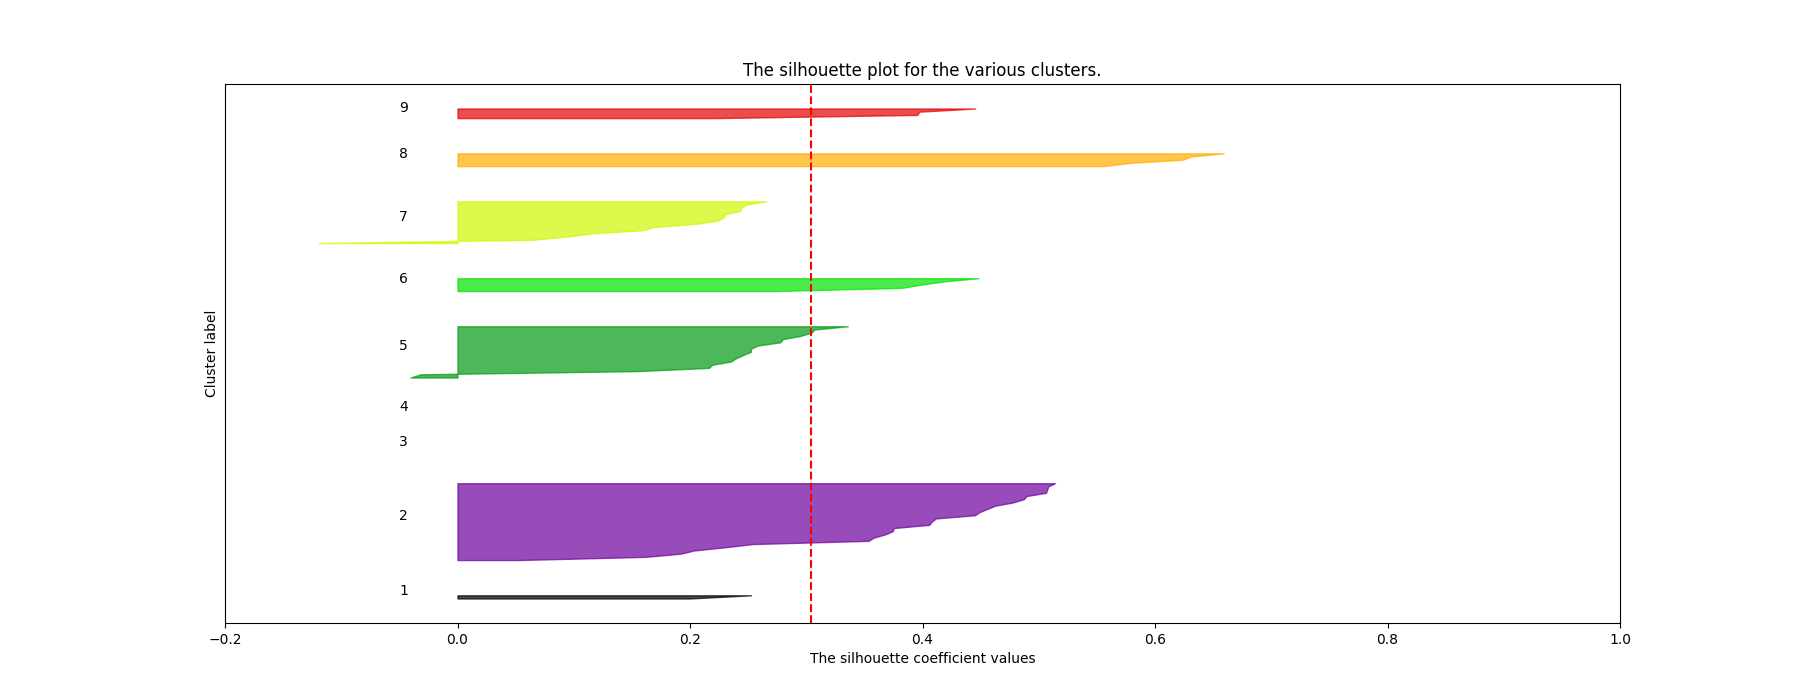 The silhouette plot for the various clusters.
9
8
7
6
5
4
3
2
1
Cluster label
−0.2 0.0 0.2 0.4 0.6 0.8 1.0
The silhouette coefficient values